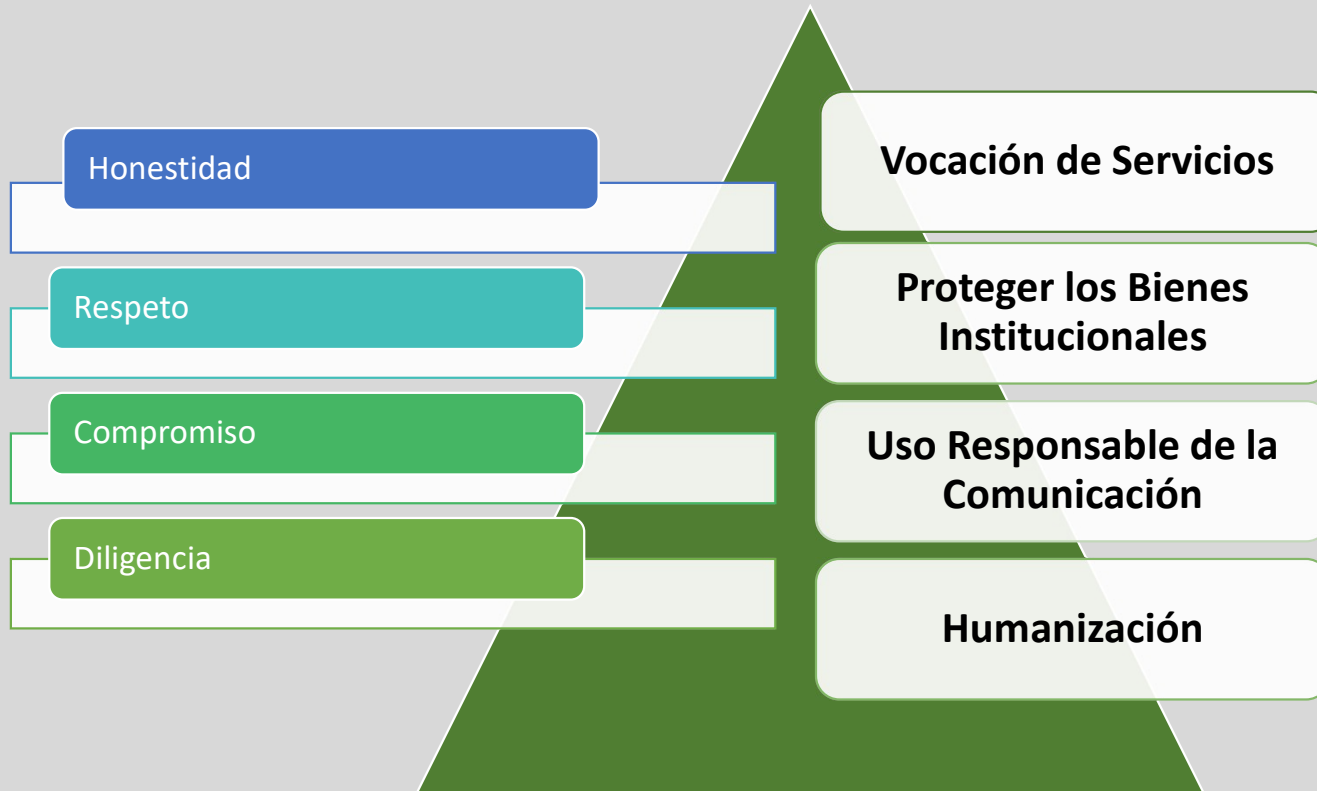 Honestidad
Respeto
Compromiso
Diligencia
Vocación de Servicios
Proteger los Bienes
Institucionales
Uso Responsable de la
Comunicación
Humanización